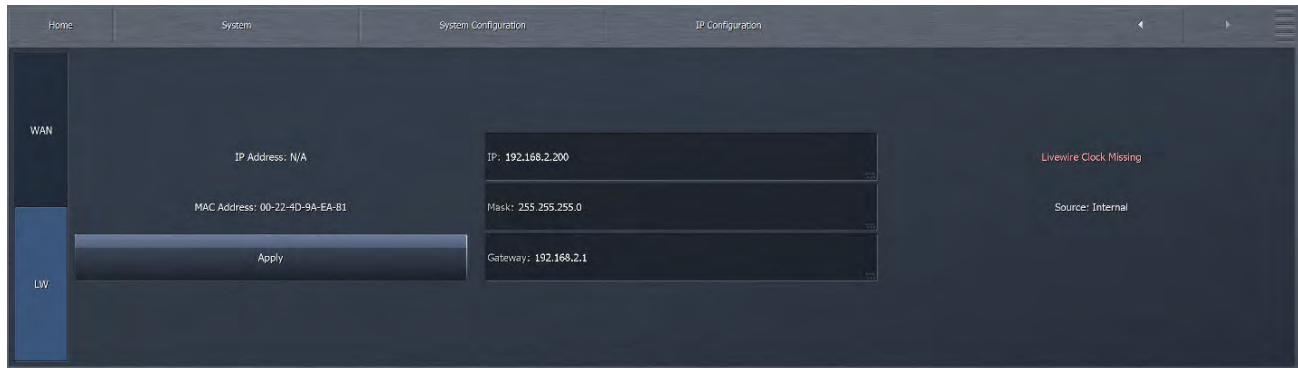 Home System System Configuration IP Configuration
WAN
IP Address: N/A IP: 192.168.2.200 Livewire Clock Missing
MAC Address: 00-22-4D-9A-EA-81 Mask: 255.255.255.0 Source: Internal
Apply Gateway: 192.168.2.1
LW